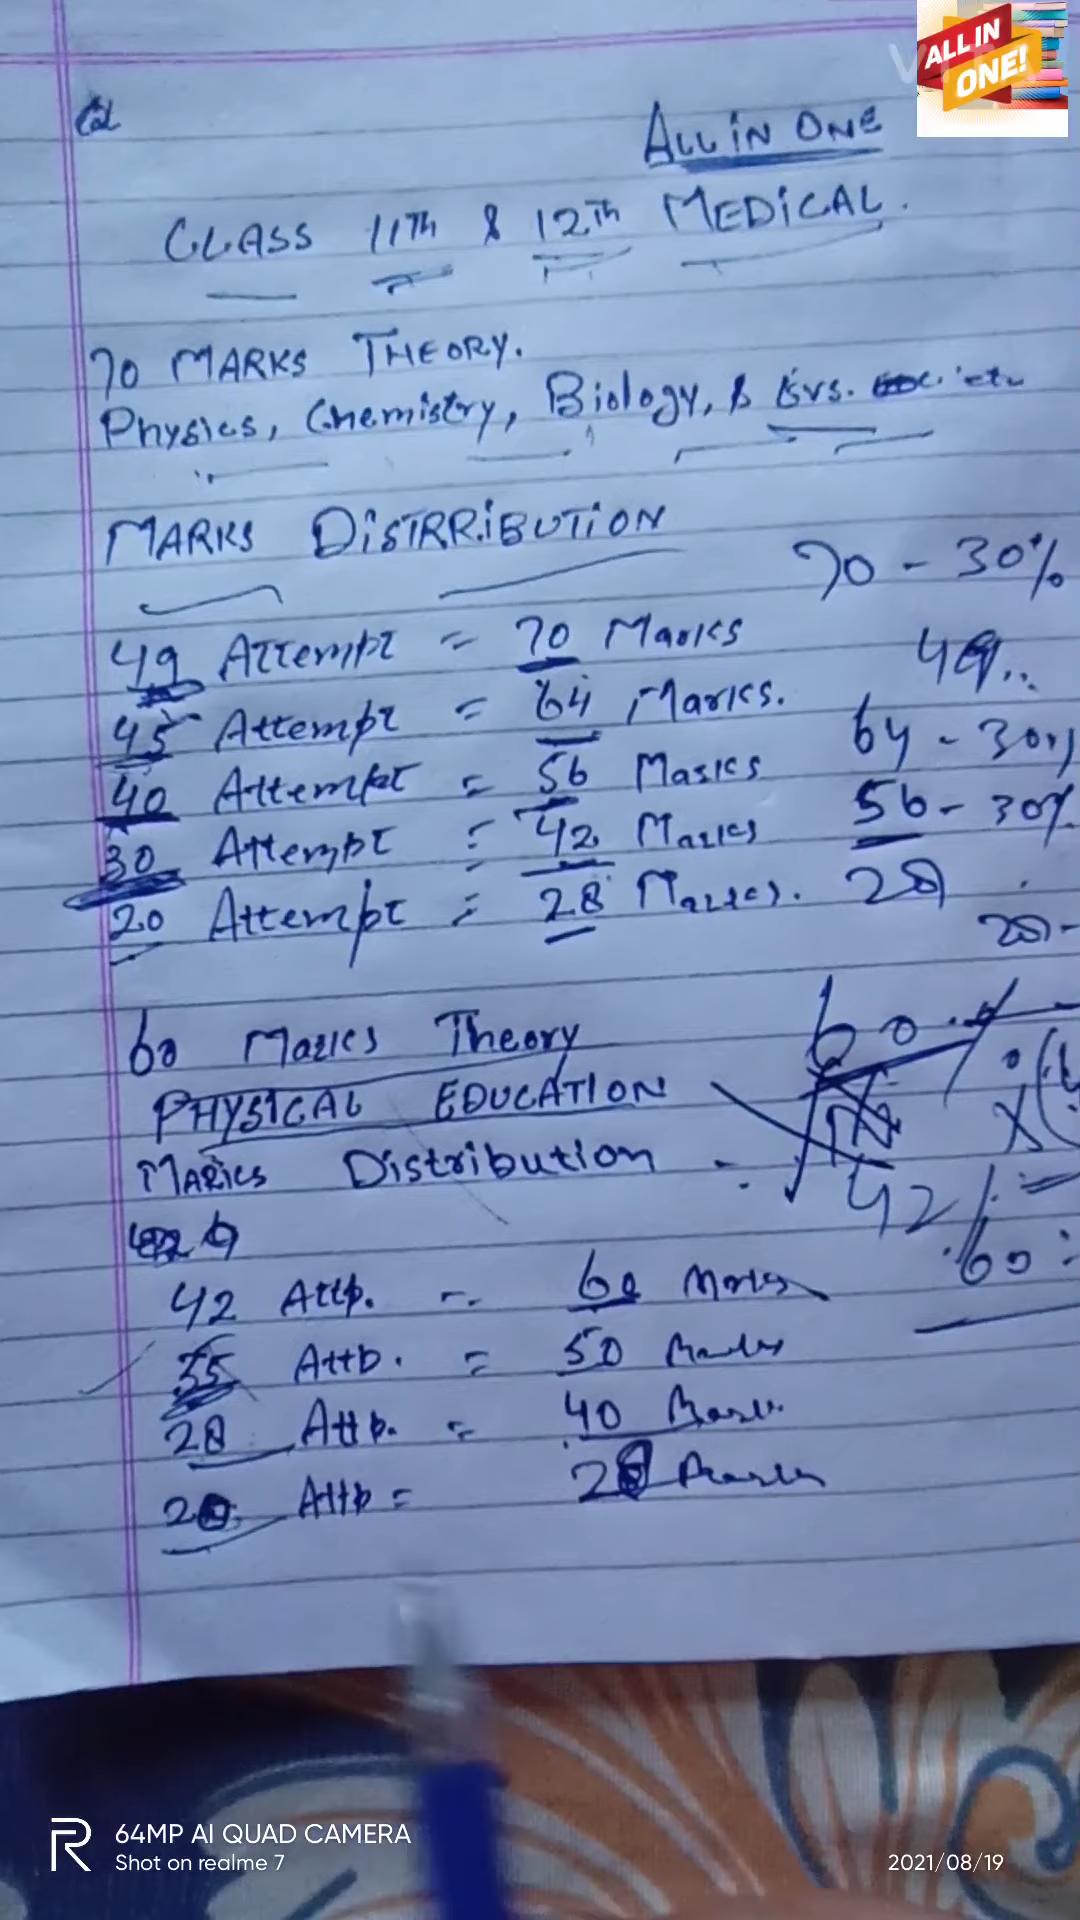 ALL IN ONE!
ALL IN ONE
CLASS 11TH & 12TH MEDICAL.
70 MARKS THEORY.
Physics, Chemistry, Biology, & Evs. etc
MARKS DISTRRIBUTION
70 - 30%
49 Attempt = 70 Marks
49..
45 Attempt = 64 Marks.
64 - 30%
40 Attempt = 56 Marks
56 - 30%
30 Attempt = 42 Marks
20 Attempt = 28 Marks.
28
60 Marks Theory
60
PHYSICAL EDUCATION
Marks Distribution -
42
60
42 Attp. - 60 Marks
35 Attp. = 50 Marks
28 Attp. = 40 Marks
20 Attp = 28 Marks
64MP AI QUAD CAMERA
Shot on realme 7
2021/08/19